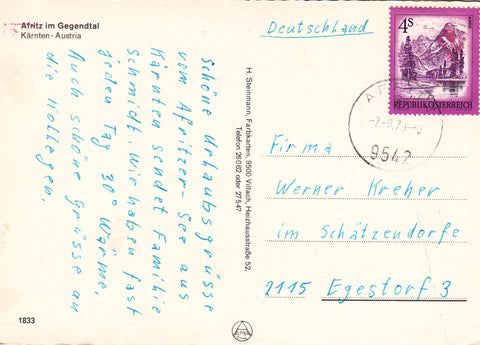 Afritz im Gegendtal
Kärnten - Austria
Schöne Urlaubsgrüsse
vom Afritzer-See aus
Kärnten sendet Familie
Schmidt. Wir haben fast
jeden Tag 30° Wärme.
Auch schöne Grüsse an
die Kollegen.
1833
H. Steinmann, Farbkarten, 9500 Villach, Heizhausstraße 52,
Telefon 26062 oder 27547
Deutschland
4S
REPUBLIK ÖSTERREICH
9542
Firma
Werner Kreher
im Schätzendorfe
2115 Egestorf 3